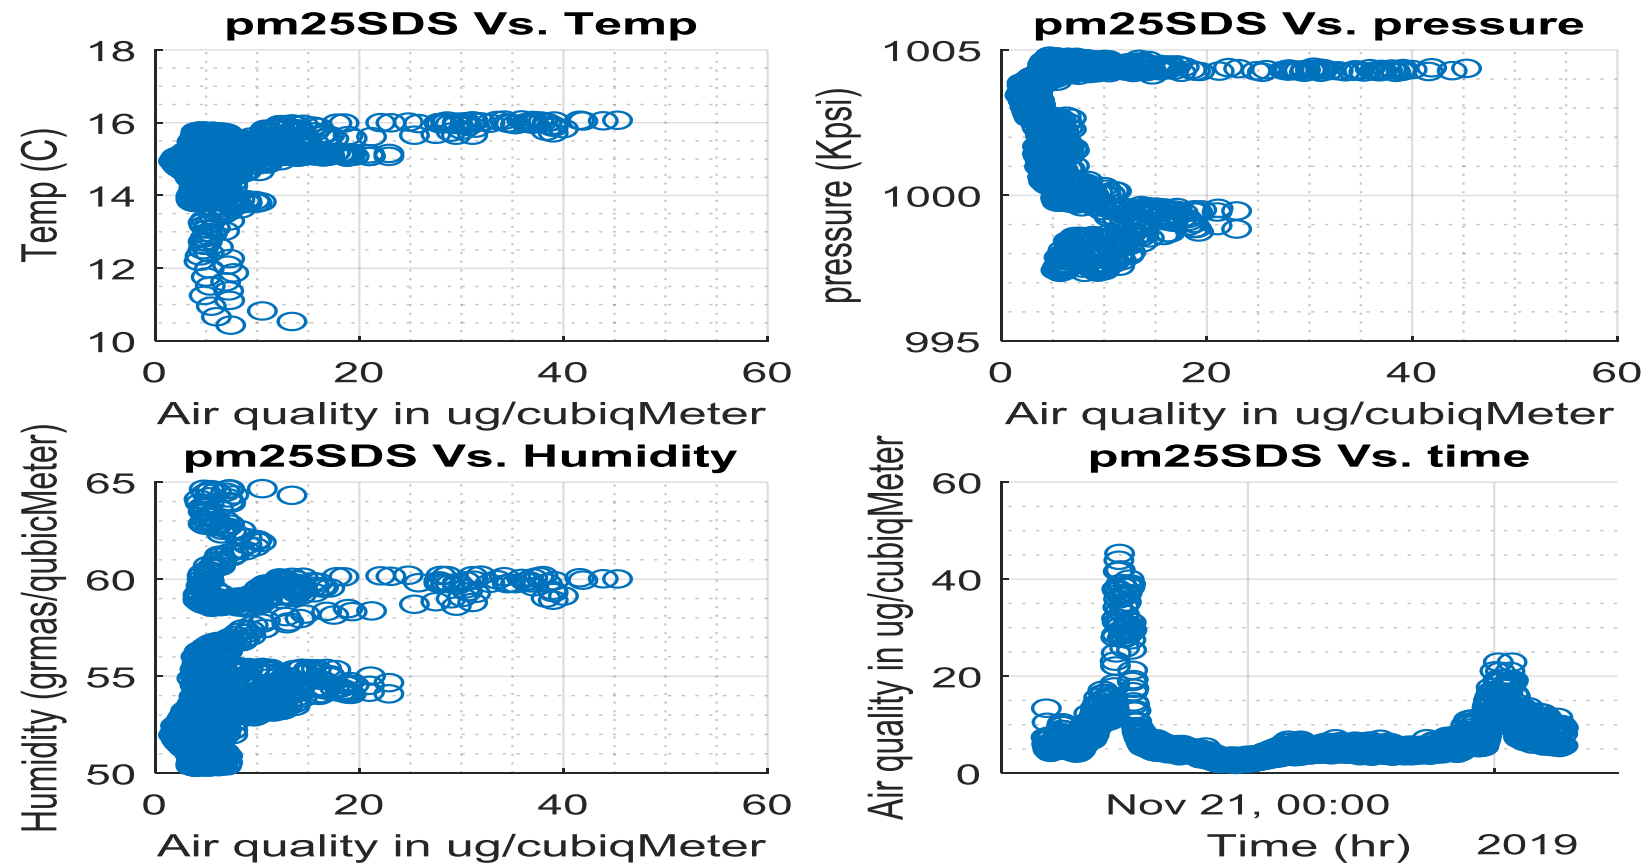 pm25SDS Vs. Temp
18
16
14
12
10
Temp (C)
0 20 40 60
Air quality in ug/cubiqMeter
pm25SDS Vs. pressure
1005
1000
995
pressure (Kpsi)
0 20 40 60
Air quality in ug/cubiqMeter
pm25SDS Vs. Humidity
65
60
55
50
Humidity (grmas/qubicMeter)
0 20 40 60
Air quality in ug/cubiqMeter
pm25SDS Vs. time
60
40
20
0
Air quality in ug/cubiqMeter
Nov 21, 00:00
Time (hr) 2019